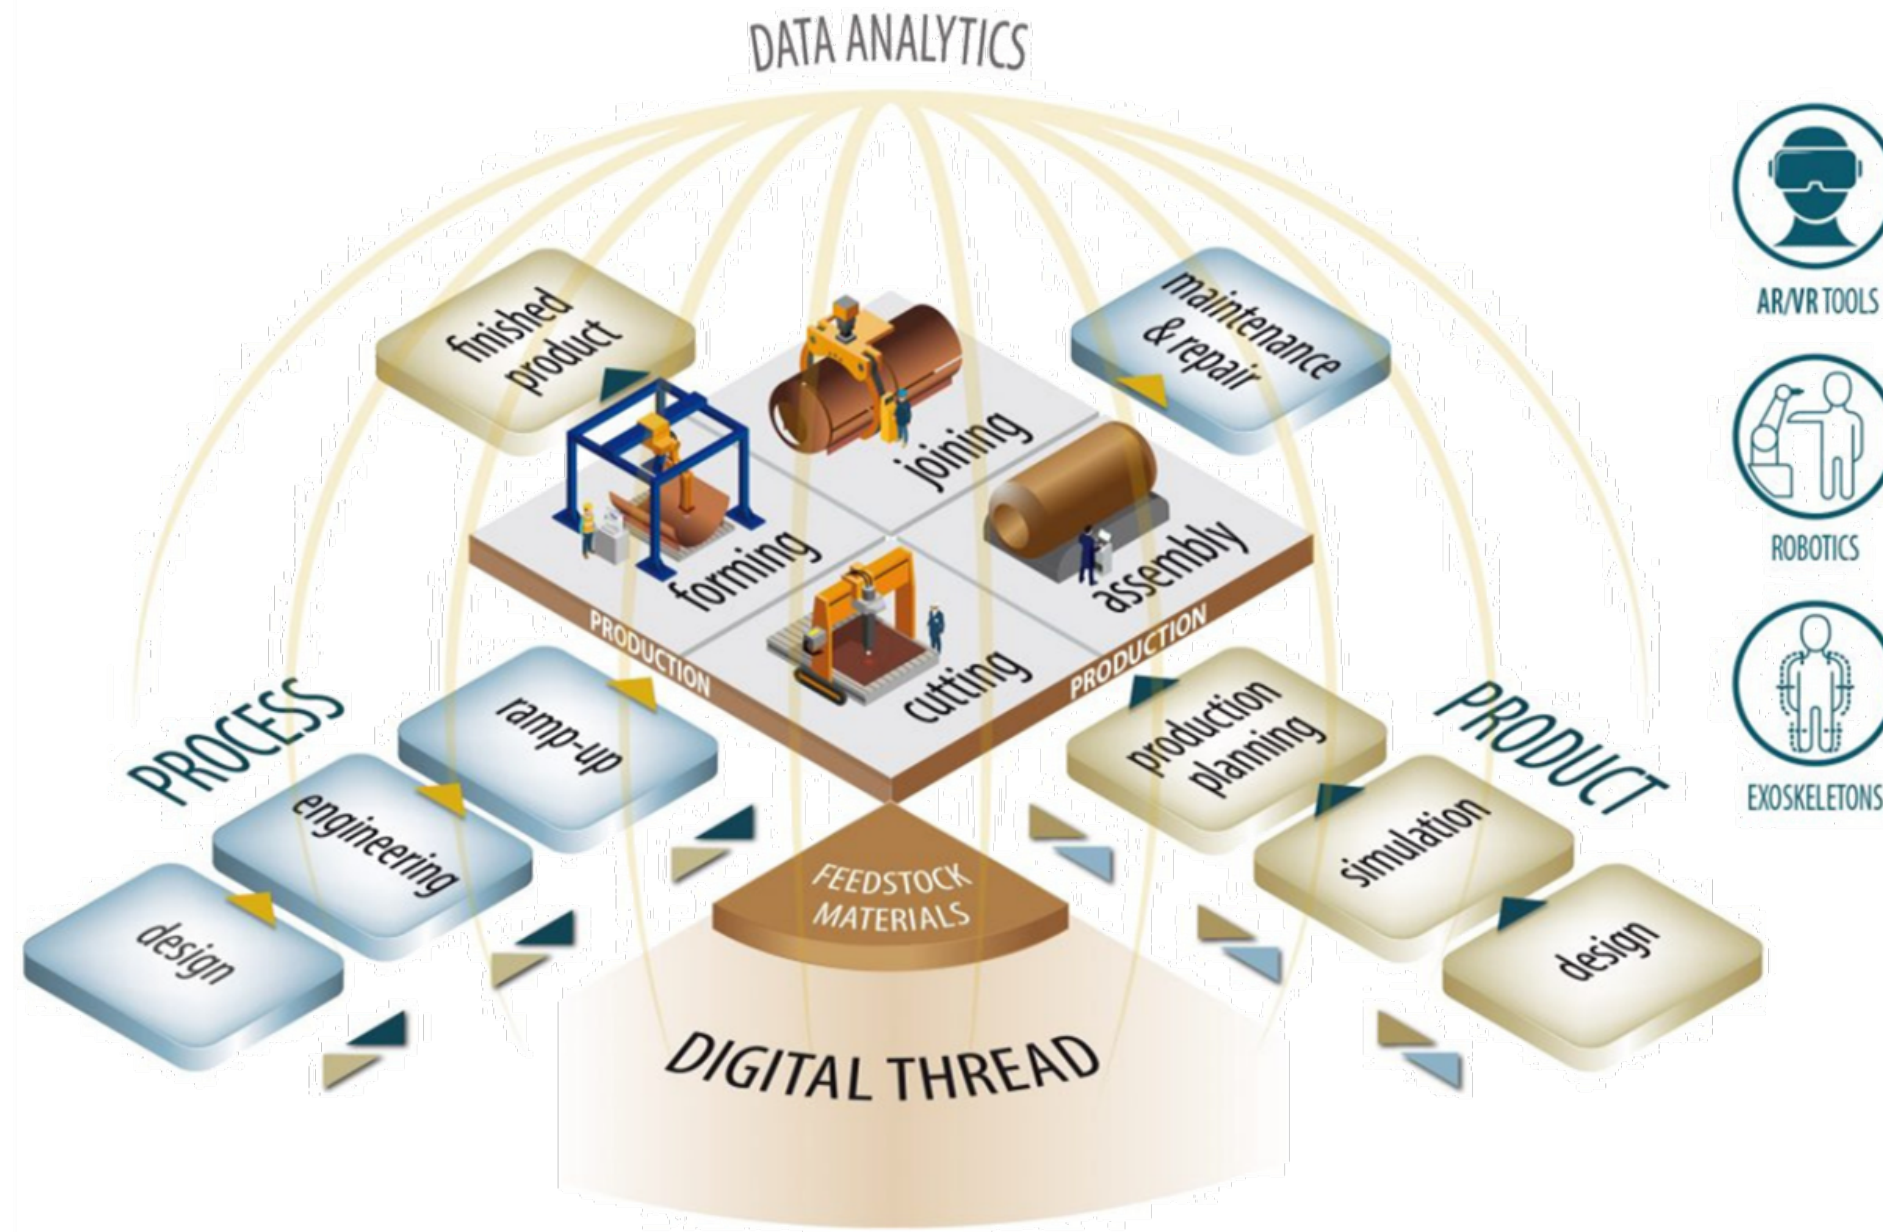 DATA ANALYTICS
finished
product
maintenance
& repair
joining
forming
assembly
cutting
PRODUCTION
PRODUCTION
PROCESS
ramp-up
engineering
design
PRODUCT
production
planning
simulation
design
FEEDSTOCK
MATERIALS
DIGITAL THREAD
AR/VR TOOLS
ROBOTICS
EXOSKELETONS